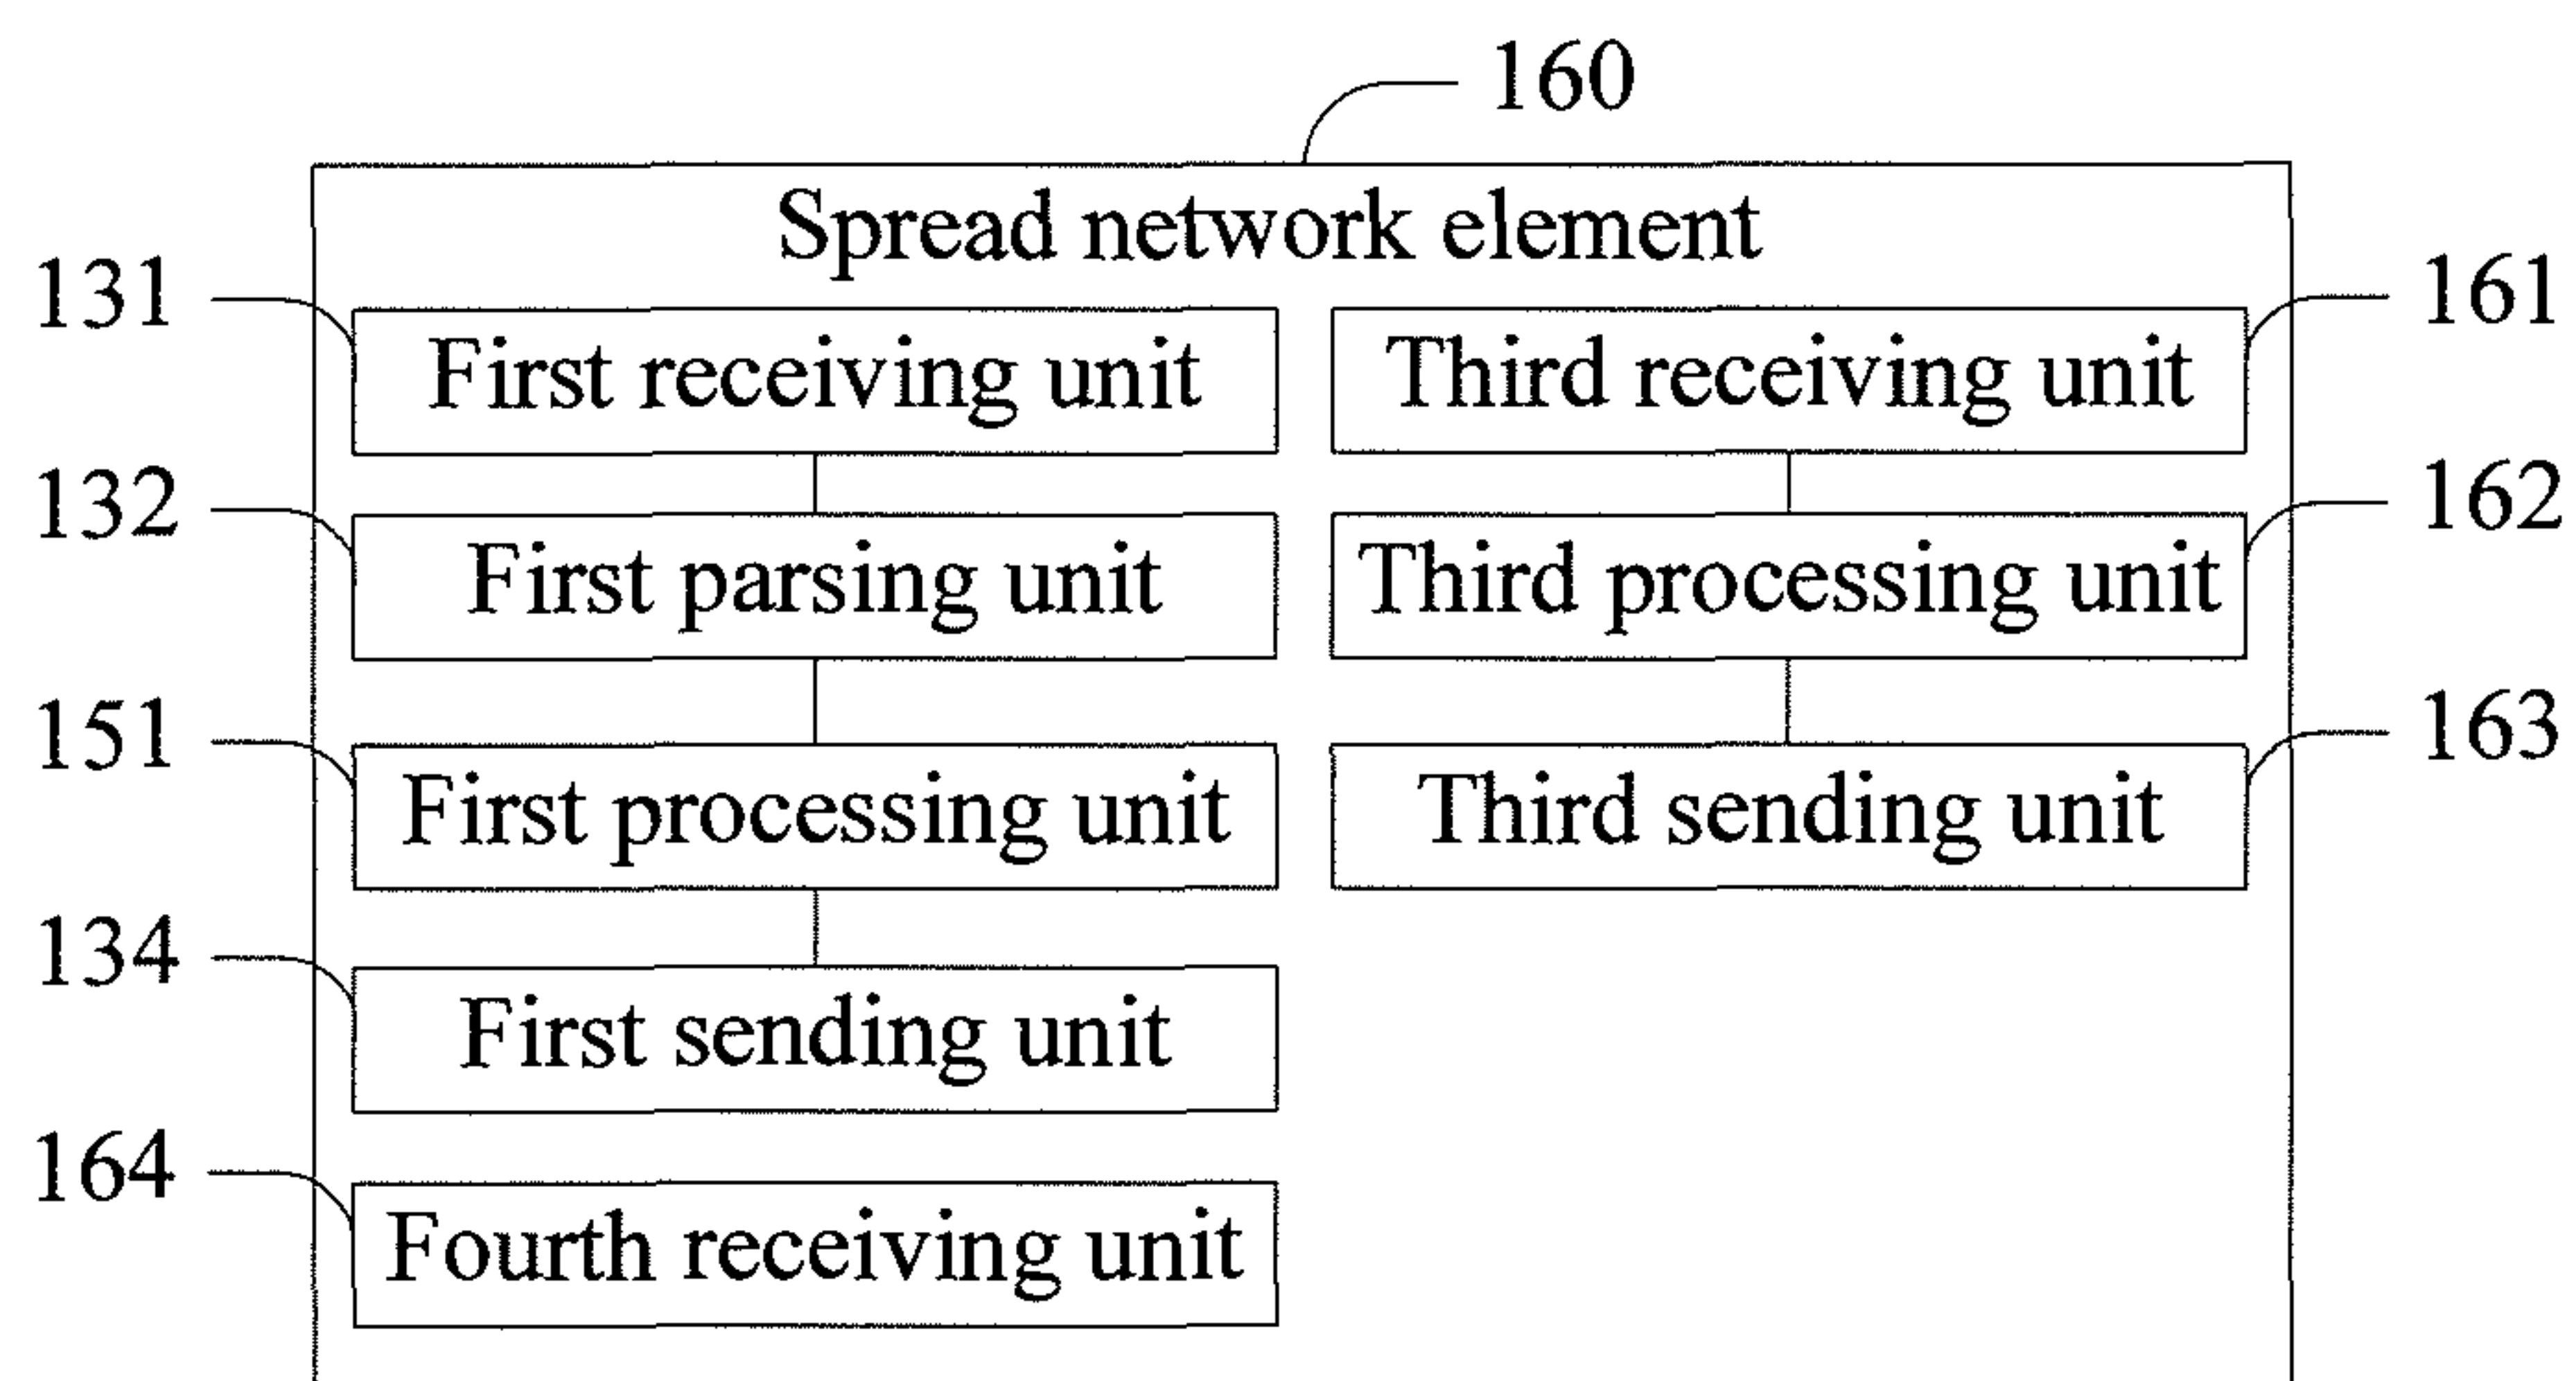 160
Spread network element
131
First receiving unit
Third receiving unit
161
132
First parsing unit
Third processing unit
162
151
First processing unit
Third sending unit
163
134
First sending unit
164
Fourth receiving unit